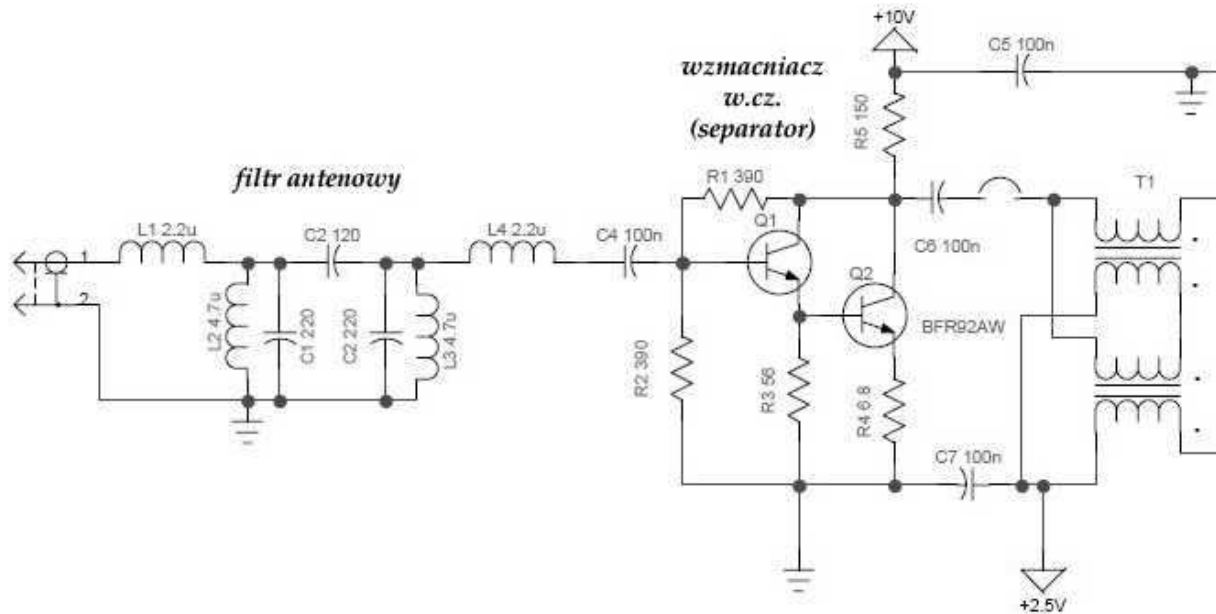 +10V
C5 100n
wzmacniacz
w.cz.
(separator)
R5 150
filtr antenowy
R1 390
T1
Q1
L1 2.2u
C2 120
L4 2.2u
C4 100n
C6 100n
1
2
Q2
L2 4.7u
C1 220
C2 220
L3 4.7u
BFR92AW
R2 390
R3 56
R4 6.8
C7 100n
+2.5V